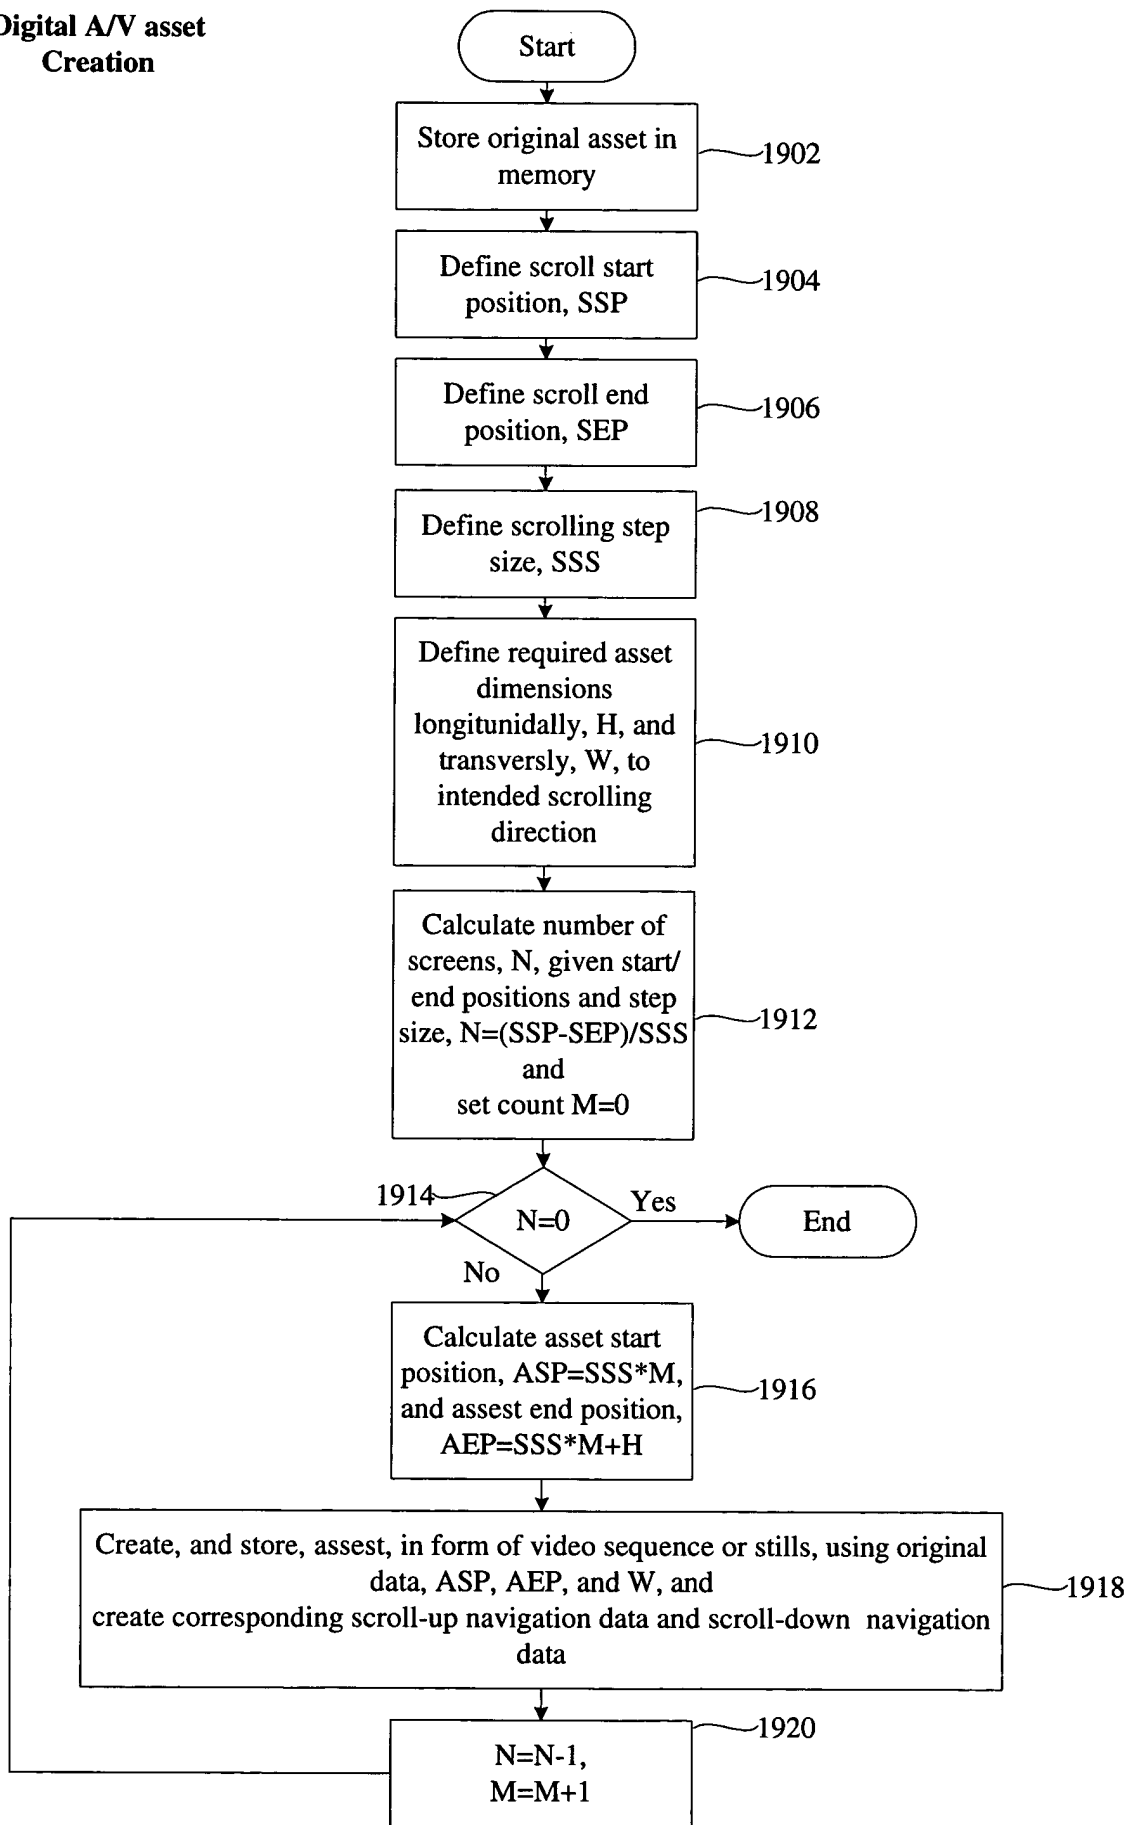 Digital A/V asset
Creation
Start
Store original asset in
memory
1902
Define scroll start
position, SSP
1904
Define scroll end
position, SEP
1906
Define scrolling step
size, SSS
1908
Define required asset
dimensions
longitunidally, H, and
transversly, W, to
intended scrolling
direction
1910
Calculate number of
screens, N, given start/
end positions and step
size, N=(SSP-SEP)/SSS
and
set count M=0
1912
1914
N=0
Yes
End
No
Calculate asset start
position, ASP=SSS*M,
and assest end position,
AEP=SSS*M+H
1916
Create, and store, assest, in form of video sequence or stills, using original
data, ASP, AEP, and W, and
create corresponding scroll-up navigation data and scroll-down navigation
data
1918
N=N-1,
M=M+1
1920